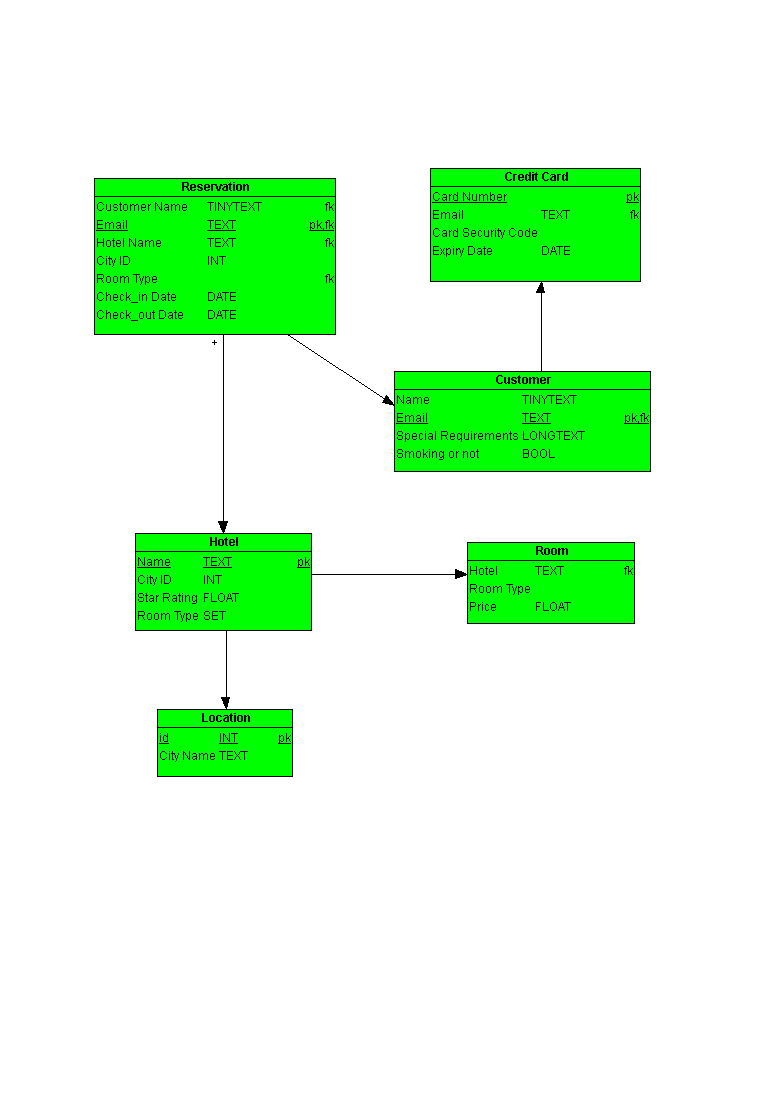 Reservation
Customer Name TINYTEXT fk
Email TEXT pk,fk
Hotel Name TEXT fk
City ID INT
Room Type fk
Check_in Date DATE
Check_out Date DATE
+
Credit Card
Card Number pk
Email TEXT fk
Card Security Code
Expiry Date DATE
Customer
Name TINYTEXT
Email TEXT pk,fk
Special Requirements LONGTEXT
Smoking or not BOOL
Hotel
Name TEXT pk
City ID INT
Star Rating FLOAT
Room Type SET
Room
Hotel TEXT fk
Room Type
Price FLOAT
Location
id INT pk
City Name TEXT